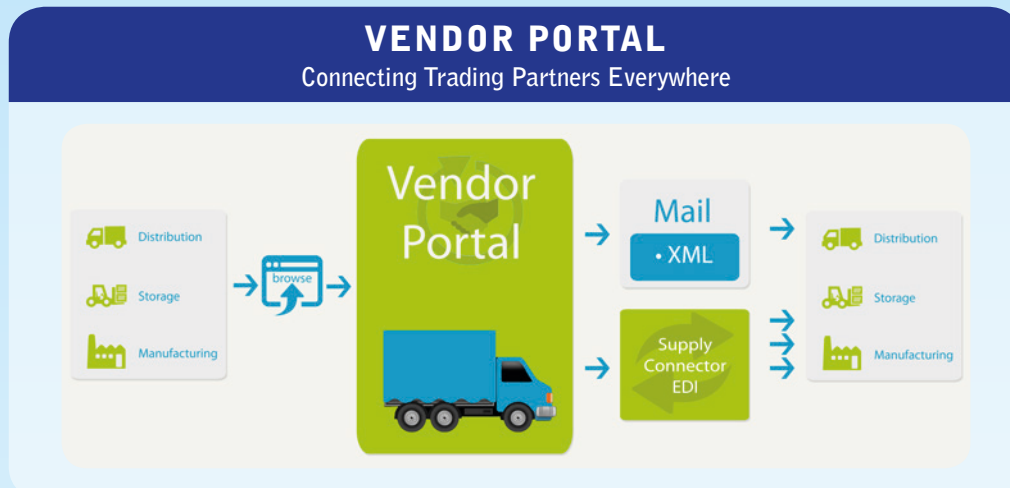 VENDOR PORTAL
Connecting Trading Partners Everywhere
Distribution
Storage
Manufacturing
browse
Vendor
Portal
Mail
• XML
Supply
Connector
EDI
Distribution
Storage
Manufacturing